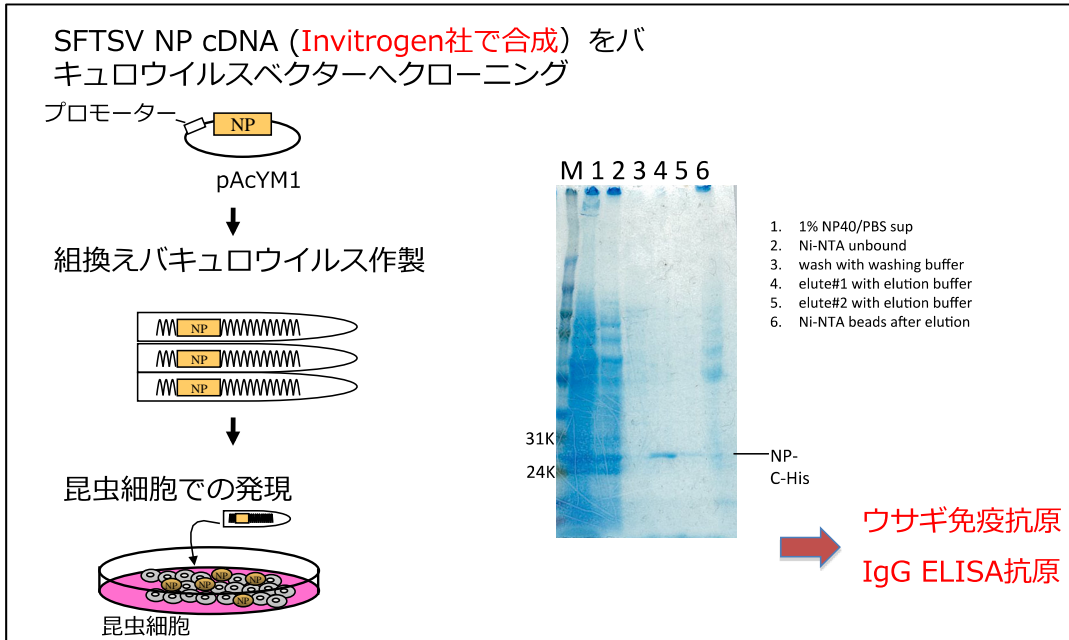 SFTSV NP cDNA (Invitrogen社で合成）をバ
キュロウイルスベクターへクローニング
プロモーター
NP
pAcYM1
組換えバキュロウイルス作製
NP
NP
NP
昆虫細胞での発現
NP
NP
NP
NP
NP
昆虫細胞
M 1 2 3 4 5 6
31K
24K
NP-
C-His
1. 1% NP40/PBS sup
2. Ni-NTA unbound
3. wash with washing buffer
4. elute#1 with elution buffer
5. elute#2 with elution buffer
6. Ni-NTA beads after elution
ウサギ免疫抗原
IgG ELISA抗原